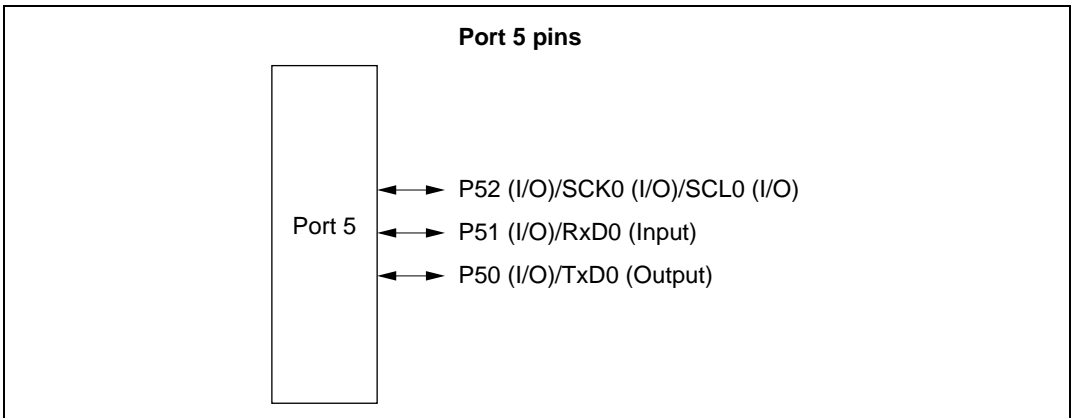 Port 5 pins
P52 (I/O)/SCK0 (I/O)/SCL0 (I/O)
Port 5
P51 (I/O)/RxD0 (Input)
P50 (I/O)/TxD0 (Output)